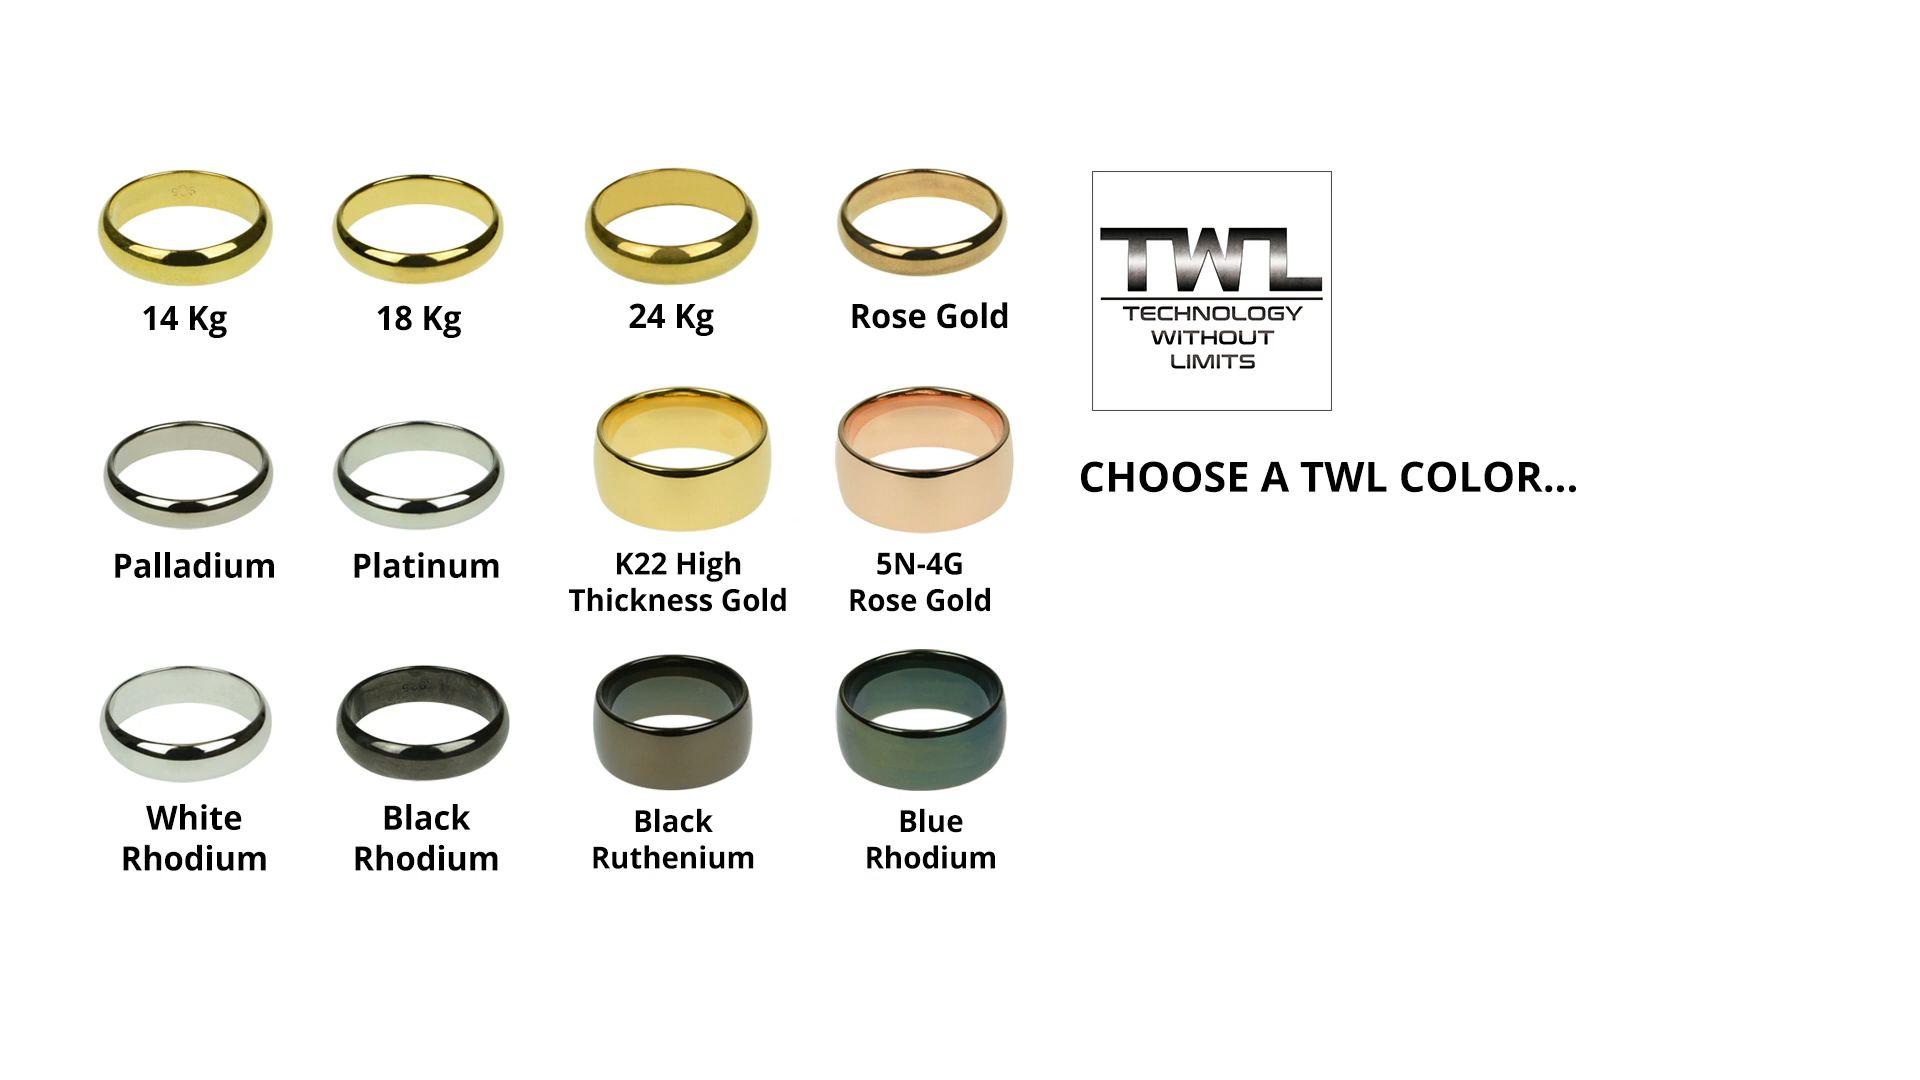 14 Kg
18 Kg
24 Kg
Rose Gold
Palladium
Platinum
K22 High
Thickness Gold
5N-4G
Rose Gold
White
Rhodium
Black
Rhodium
Black
Ruthenium
Blue
Rhodium
TWL
TECHNOLOGY
WITHOUT
LIMITS
CHOOSE A TWL COLOR...